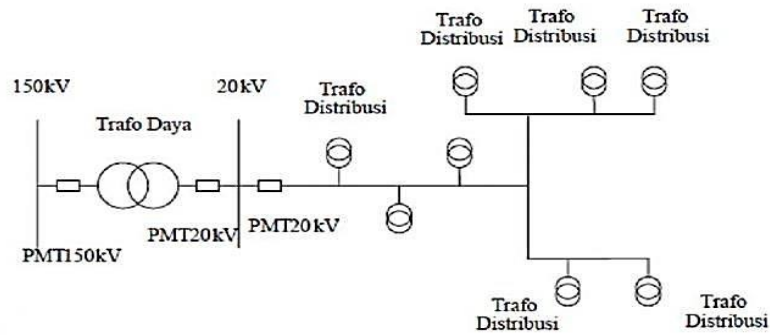 Trafo
Distribusi
Trafo
Distribusi
Trafo
Distribusi
150kV
20kV
Trafo
Distribusi
Trafo Daya
PMT150kV
PMT20kV
PMT20kV
Trafo
Distribusi
Trafo
Distribusi